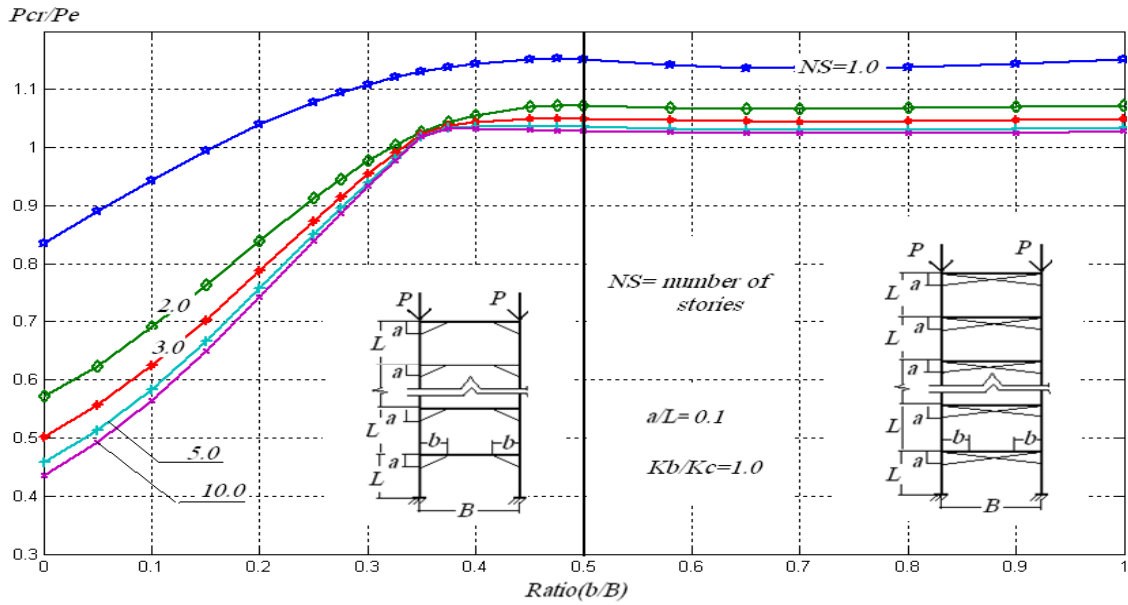 Pcr/Pe
1.1
1
0.9
0.8
0.7
0.6
0.5
0.4
0.3
0
0.1
0.2
0.3
0.4
0.5
0.6
0.7
0.8
0.9
1
Ratio(b/B)
NS=1.0
2.0
3.0
5.0
10.0
P P
a
L
a
L
a
b b
a
L
B
NS= number of
stories
a/L= 0.1
Kb/Kc=1.0
P P
a
L
a
L
a
a
L
b b
a
L
B